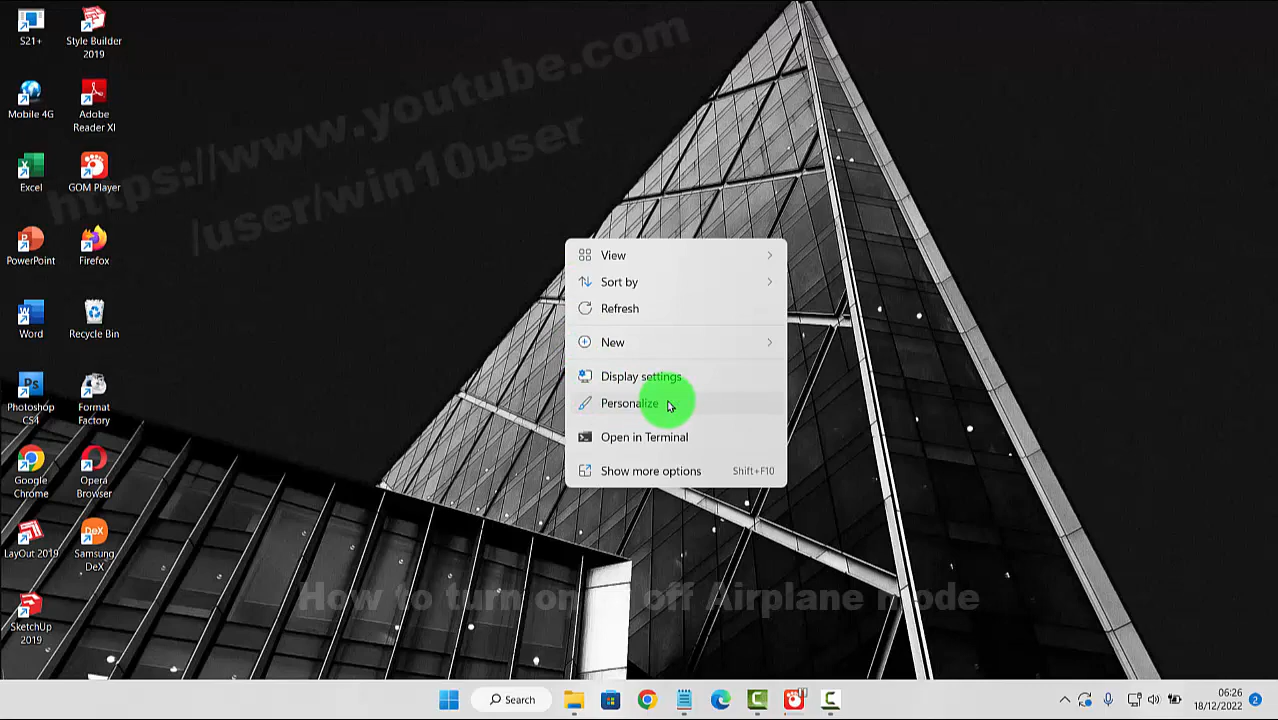 S21+
Style Builder
2019
Mobile 4G
Adobe
Reader XI
Excel
GOM Player
PowerPoint
Firefox
Word
Recycle Bin
Photoshop
CS4
Format
Factory
Google
Chrome
Opera
Browser
LayOut 2019
Samsung
DeX
SketchUp
2019
https://www.youtube.com
/user/win10user
View
Sort by
Refresh
New
Display settings
Personalize
Open in Terminal
Show more options Shift+F10
How to turn on or off Airplane Mode
Search
06:26
18/12/2022
2